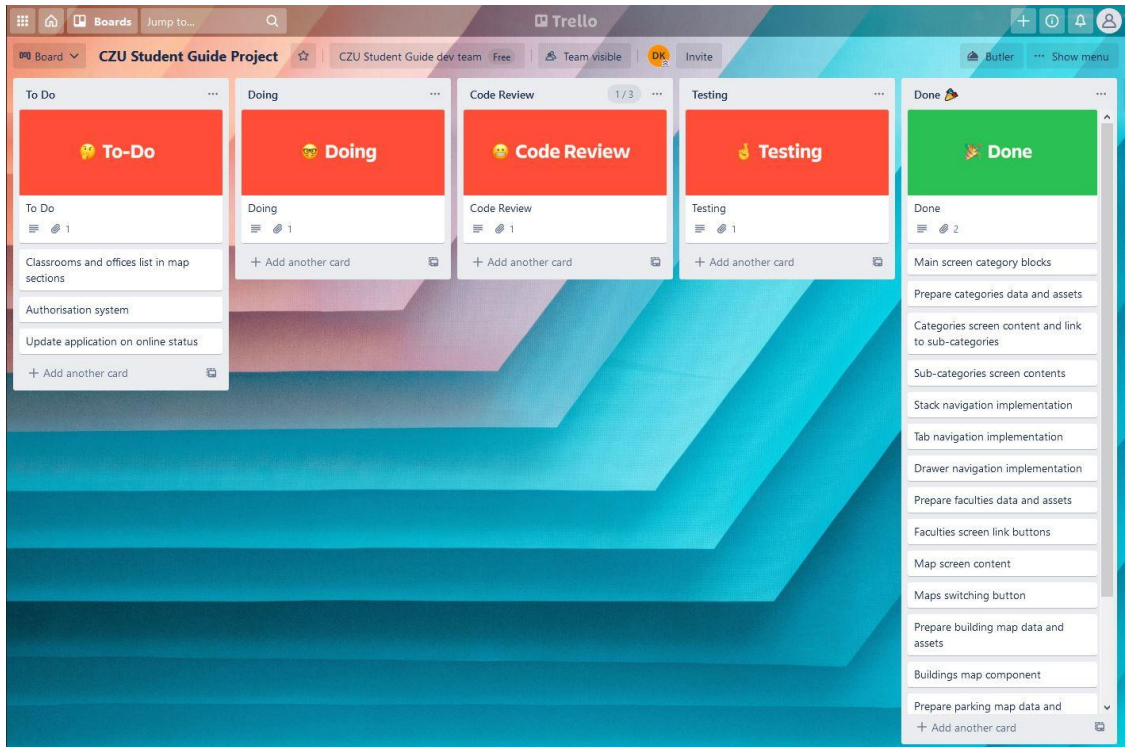 Boards
Jump to...
Trello
Board
CZU Student Guide Project
CZU Student Guide dev team
Free
Team visible
DK
Invite
Butler
··· Show menu
To Do
···
🤔 To-Do
To Do
1
Classrooms and offices list in map
sections
Authorisation system
Update application on online status
+ Add another card
Doing
···
🤓 Doing
Doing
1
+ Add another card
Code Review
1/3
···
😬 Code Review
Code Review
1
+ Add another card
Testing
···
🤞 Testing
Testing
1
+ Add another card
Done 🎉
···
🎉 Done
Done
2
Main screen category blocks
Prepare categories data and assets
Categories screen content and link
to sub-categories
Sub-categories screen contents
Stack navigation implementation
Tab navigation implementation
Drawer navigation implementation
Prepare faculties data and assets
Faculties screen link buttons
Map screen content
Maps switching button
Prepare building map data and
assets
Buildings map component
Prepare parking map data and
+ Add another card